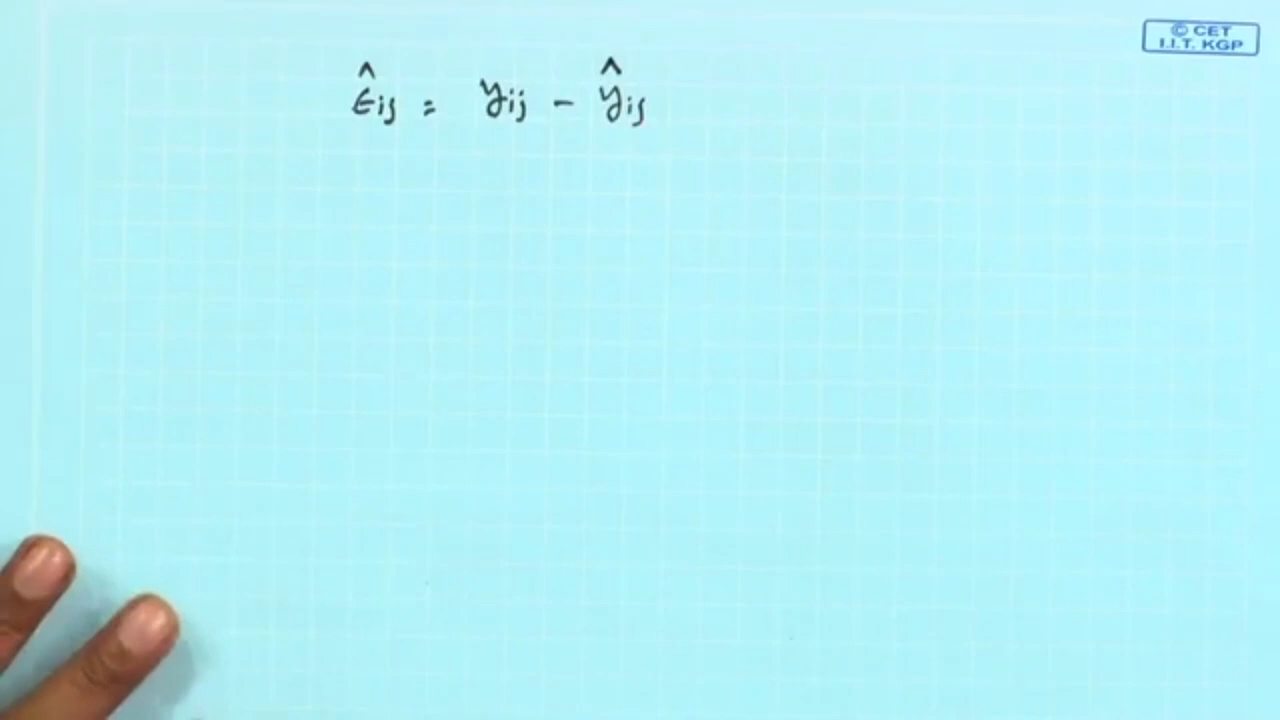 © CET
I.I.T. KGP
ε̂ij = yij - ŷij